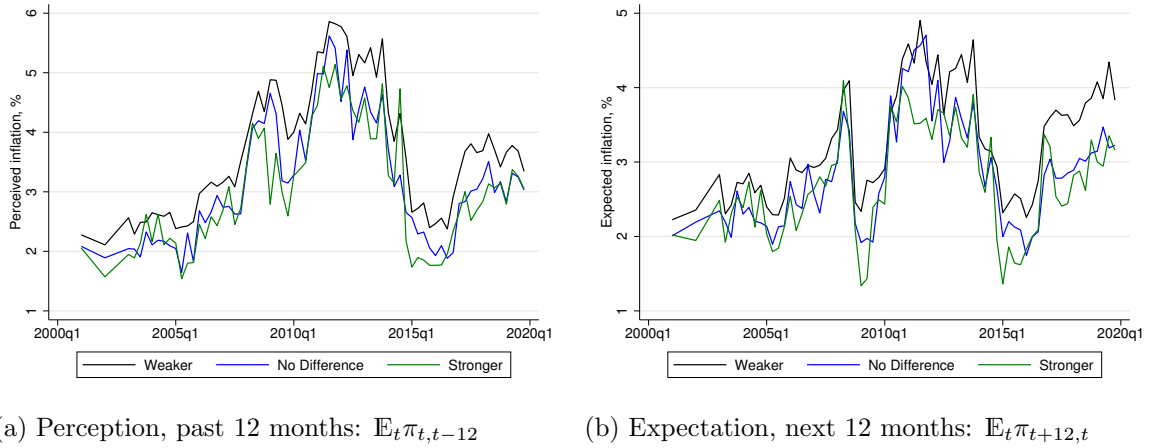 6
5
4
3
2
1
Perceived inflation, %
2000q1 2005q1 2010q1 2015q1 2020q1
Weaker No Difference Stronger
5
4
3
2
1
Expected inflation, %
2000q1 2005q1 2010q1 2015q1 2020q1
Weaker No Difference Stronger
a) Perception, past 12 months: 𝔼ₜπₜ,ₜ₋₁₂
(b) Expectation, next 12 months: 𝔼ₜπₜ₊₁₂,ₜ